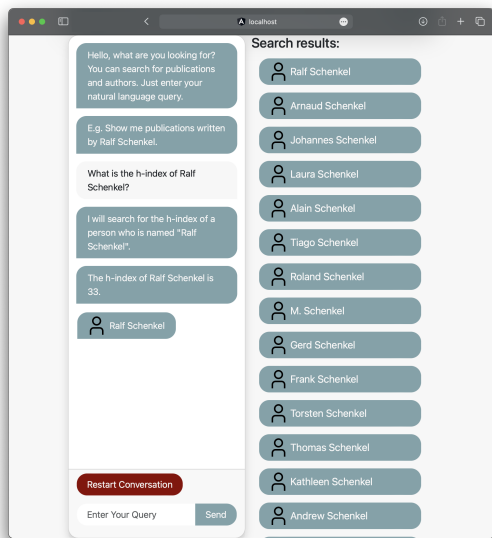 localhost
Hello, what are you looking for?
You can search for publications
and authors. Just enter your
natural language query.
E.g. Show me publications written
by Ralf Schenkel.
What is the h-index of Ralf
Schenkel?
I will search for the h-index of a
person who is named "Ralf
Schenkel".
The h-index of Ralf Schenkel is
33.
Ralf Schenkel
Restart Conversation
Enter Your Query
Send
Search results:
Ralf Schenkel
Arnaud Schenkel
Johannes Schenkel
Laura Schenkel
Alain Schenkel
Tiago Schenkel
Roland Schenkel
M. Schenkel
Gerd Schenkel
Frank Schenkel
Torsten Schenkel
Thomas Schenkel
Kathleen Schenkel
Andrew Schenkel